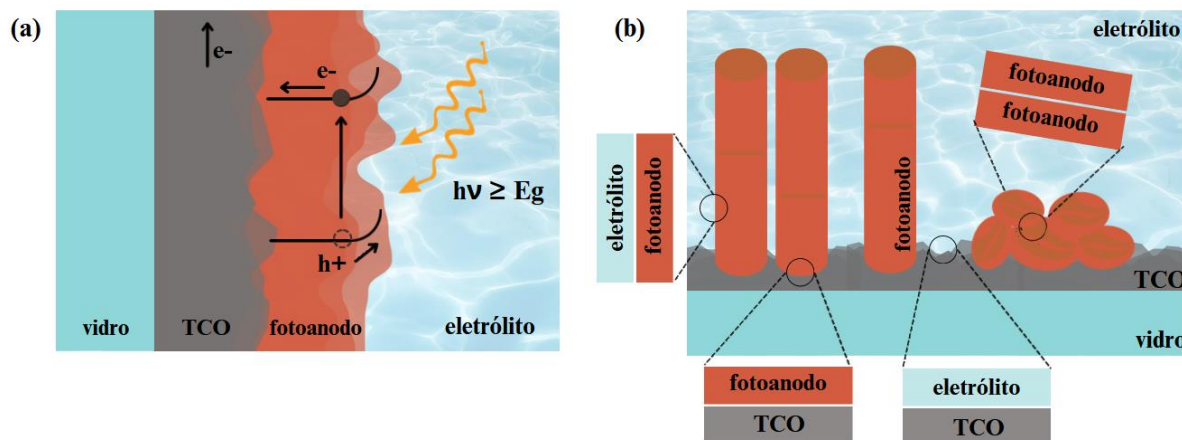 (a)
e-
e-
hν ≥ Eg
h+
vidro
TCO
fotoanodo
eletrólito
(b)
eletrólito
fotoanodo
fotoanodo
eletrólito
fotoanodo
fotoanodo
TCO
vidro
fotoanodo
TCO
eletrólito
TCO